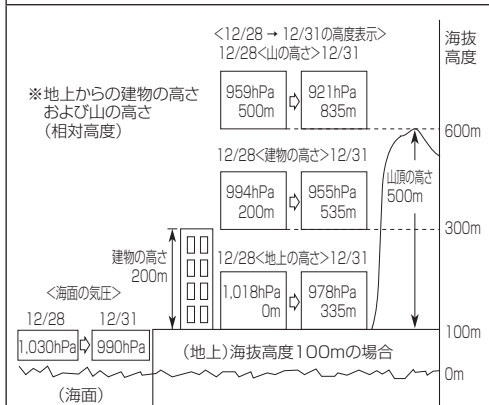 <12/28 → 12/31の高度表示>
12/28<山の高さ>12/31
959hPa
500m
⇨
921hPa
835m
海抜
高度
※地上からの建物の高さ
および山の高さ
（相対高度）
600m
12/28<建物の高さ>12/31
994hPa
200m
⇨
955hPa
535m
山頂の高さ
500m
300m
建物の高さ
200m
12/28<地上の高さ>12/31
1,018hPa
0m
⇨
978hPa
335m
<海面の気圧>
12/28 12/31
1,030hPa ⇨ 990hPa
（地上）海抜高度100mの場合
100m
0m
（海面）